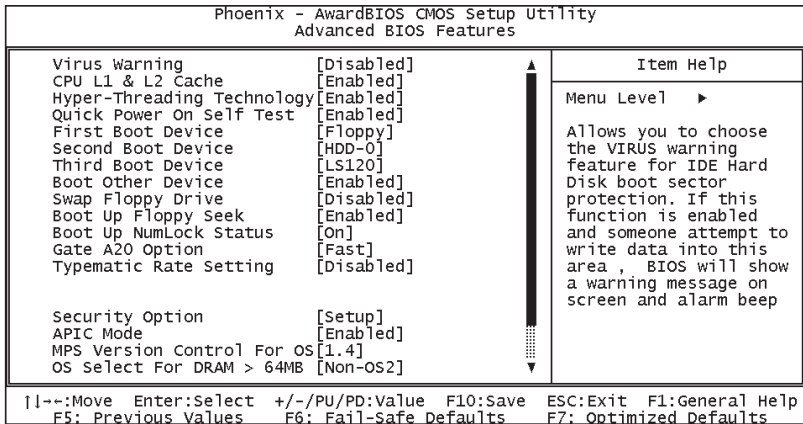 Phoenix - AwardBIOS CMOS Setup Utility
Advanced BIOS Features
Virus Warning [Disabled]
CPU L1 & L2 Cache [Enabled]
Hyper-Threading Technology[Enabled]
Quick Power On Self Test [Enabled]
First Boot Device [Floppy]
Second Boot Device [HDD-0]
Third Boot Device [LS120]
Boot Other Device [Enabled]
Swap Floppy Drive [Disabled]
Boot Up Floppy Seek [Enabled]
Boot Up NumLock Status [On]
Gate A20 Option [Fast]
Typematic Rate Setting [Disabled]
Security Option [Setup]
APIC Mode [Enabled]
MPS Version Control For OS[1.4]
OS Select For DRAM > 64MB [Non-OS2]
Item Help
Menu Level ►
Allows you to choose
the VIRUS warning
feature for IDE Hard
Disk boot sector
protection. If this
function is enabled
and someone attempt to
write data into this
area , BIOS will show
a warning message on
screen and alarm beep
↑↓→←:Move Enter:Select +/-/PU/PD:Value F10:Save ESC:Exit F1:General Help
F5: Previous Values F6: Fail-Safe Defaults F7: Optimized Defaults